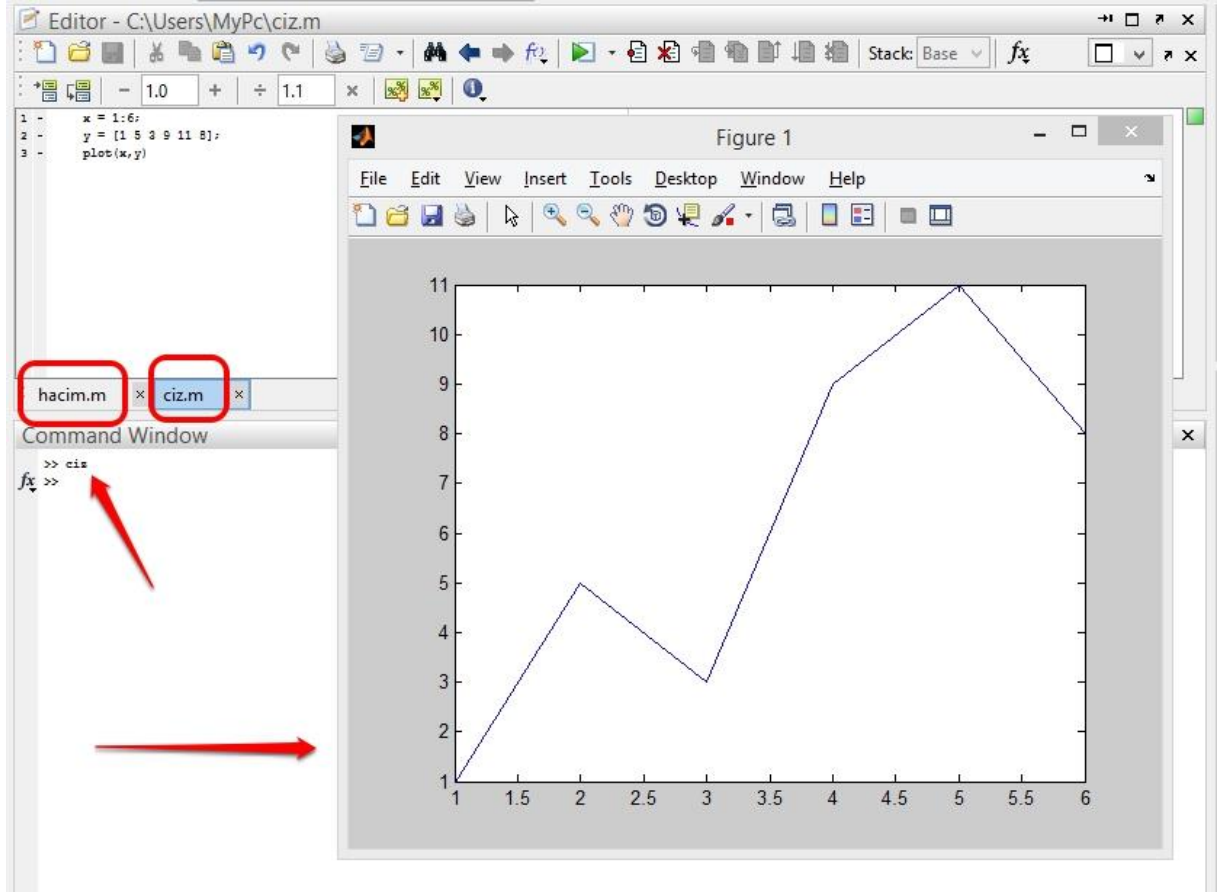 Editor - C:\Users\MyPc\ciz.m
Stack: Base fx
- 1.0 + ÷ 1.1 ×
1 - x = 1:6;
2 - y = [1 5 3 9 11 8];
3 - plot(x,y)
hacim.m × ciz.m ×
Command Window
>> ciz
fx >>
Figure 1
File Edit View Insert Tools Desktop Window Help
11
10
9
8
7
6
5
4
3
2
1
1 1.5 2 2.5 3 3.5 4 4.5 5 5.5 6